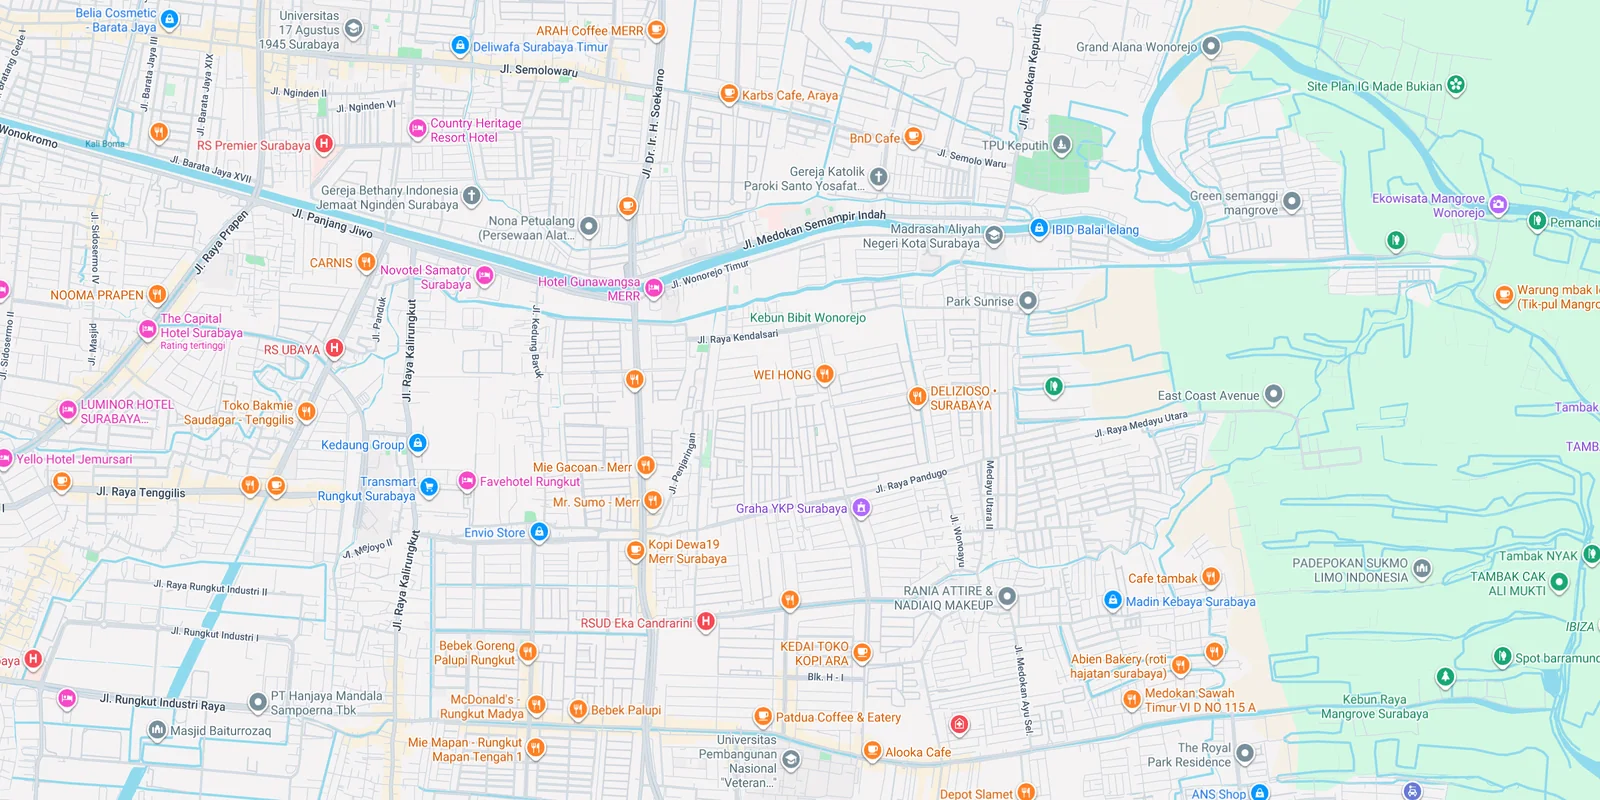 Belia Cosmetic
- Barata Jaya
Universitas
17 Agustus
1945 Surabaya
Deliwafa Surabaya Timur
ARAH Coffee MERR
Grand Alana Wonorejo
Site Plan IG Made Bukian
Jl. Barata Jaya III
Jl. Barata Jaya XIX
Jl. Semolowaru
Jl. Nginden II
Jl. Nginden VI
Jl. Dr. Ir. H. Soekarno
Jl. Medokan Keputih
Karbs Cafe, Araya
BnD Cafe
Jl. Semolo Waru
TPU Keputih
Country Heritage
Resort Hotel
RS Premier Surabaya
Wonokromo
Kali Boma
Jl. Barata Jaya XVII
Gereja Katolik
Paroki Santo Yosafat...
Gereja Bethany Indonesia
Jemaat Nginden Surabaya
Nona Petualang
(Persewaan Alat...
Green semanggi
mangrove
Ekowisata Mangrove
Wonorejo
Pemancin
Jl. Panjang Jiwo
Jl. Raya Prapen
Jl. Sidosermo IV
Jl. Medokan Semampir Indah
Madrasah Aliyah
Negeri Kota Surabaya
IBID Balai lelang
CARNIS
Novotel Samator
Surabaya
Hotel Gunawangsa
MERR
Jl. Wonorejo Timur
NOOMA PRAPEN
Park Sunrise
Warung mbak
(Tik-pul Mangro
The Capital
Hotel Surabaya
Rating tertinggi
Jl. Sidosermo II
Jl. Panduk
Jl. Raya Kalirungkut
Jl. Kedung Baruk
Kebun Bibit Wonorejo
Jl. Raya Kendalsari
RS UBAYA
WEI HONG
DELIZIOSO •
SURABAYA
East Coast Avenue
Tambak
LUMINOR HOTEL
SURABAYA...
Toko Bakmie
Saudagar - Tenggilis
Jl. Raya Medayu Utara
Kedaung Group
Jl. Penjaringan
TAMB
Yello Hotel Jemursari
Mie Gacoan - Merr
Transmart
Rungkut Surabaya
Favehotel Rungkut
Jl. Raya Pandugo
Medayu Utara II
Jl. Raya Tenggilis
Mr. Sumo - Merr
Graha YKP Surabaya
Envio Store
Jl. Wonoayu
Jl. Mejoyo II
Jl. Raya Kalirungkut
Kopi Dewa19
Merr Surabaya
PADEPOKAN SUKMO
LIMO INDONESIA
Tambak NYAK
TAMBAK CAK
ALI MUKTI
Cafe tambak
Jl. Raya Rungkut Industri II
RANIA ATTIRE &
NADIAIQ MAKEUP
Madin Kebaya Surabaya
RSUD Eka Candrarini
IBIZA
Jl. Rungkut Industri I
Bebek Goreng
Palupi Rungkut
KEDAI TOKO
KOPI ARA
Blk. H - I
Jl. Medokan Ayu Sel.
Abien Bakery (roti
hajatan surabaya)
Spot barramund
aya
Jl. Rungkut Industri Raya
PT Hanjaya Mandala
Sampoerna Tbk
McDonald's -
Rungkut Madya
Bebek Palupi
Medokan Sawah
Timur VI D NO 115 A
Kebun Raya
Mangrove Surabaya
Masjid Baiturrozaq
Patdua Coffee & Eatery
Mie Mapan - Rungkut
Mapan Tengah 1
Universitas
Pembangunan
Nasional
"Veteran..."
Alooka Cafe
The Royal
Park Residence
Depot Slamet
ANS Shop